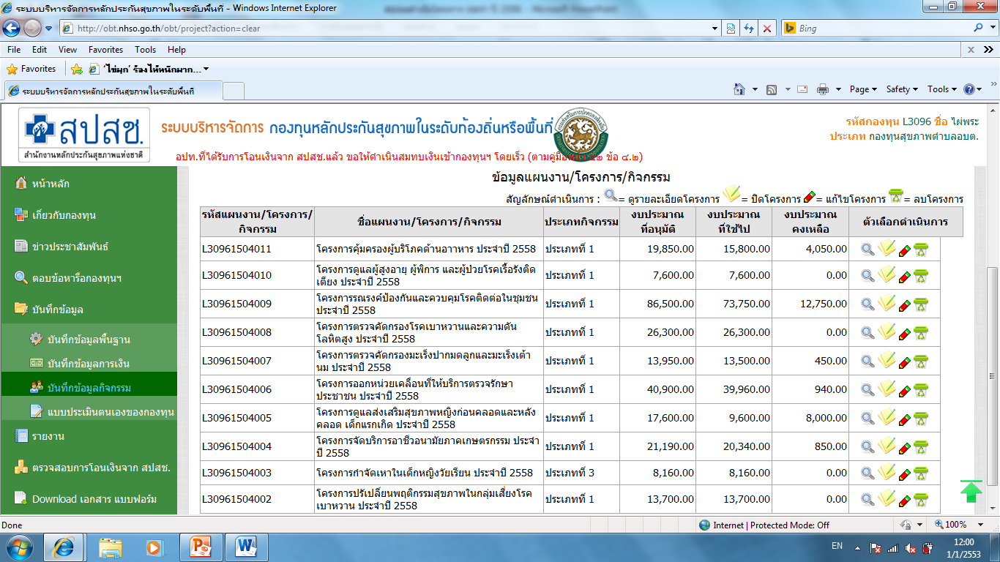 ระบบบริหารจัดการหลักประกันสุขภาพในระดับพื้นที่ - Windows Internet Explorer
http://obt.nhso.go.th/obt/project?action=clear
Bing
File Edit View Favorites Tools Help
Favorites 'ไข่มุก' ร้องไห้หนักมาก...
ระบบบริหารจัดการหลักประกันสุขภาพในระดับพื้นที่
Page Safety Tools
สปสช.
สำนักงานหลักประกันสุขภาพแห่งชาติ
ระบบบริหารจัดการ กองทุนหลักประกันสุขภาพในระดับท้องถิ่นหรือพื้นที่
รหัสกองทุน L3096 ชื่อ ไผ่พระ
ประเภท กองทุนสุขภาพตำบลอบต.
อปท.ที่ได้รับการโอนเงินจาก สปสช.แล้ว ขอให้ดำเนินสมทบเงินเข้ากองทุนฯ โดยเร็ว (ตามคู่มือ ข้อ ๔.๒)
หน้าหลัก
เกี่ยวกับกองทุน
ข่าวประชาสัมพันธ์
ตอบข้อหารือกองทุนฯ
บันทึกข้อมูล
บันทึกข้อมูลพื้นฐาน
บันทึกข้อมูลการเงิน
บันทึกข้อมูลกิจกรรม
แบบประเมินตนเองของกองทุน
รายงาน
ตรวจสอบการโอนเงินจาก สปสช.
Download เอกสาร แบบฟอร์ม
ข้อมูลแผนงาน/โครงการ/กิจกรรม
สัญลักษณ์ดำเนินการ : = ดูรายละเอียดโครงการ = ปิดโครงการ = แก้ไขโครงการ = ลบโครงการ
รหัสแผนงาน/โครงการ/กิจกรรม ชื่อแผนงาน/โครงการ/กิจกรรม ประเภทกิจกรรม งบประมาณที่อนุมัติ งบประมาณที่ใช้ไป งบประมาณคงเหลือ ตัวเลือกดำเนินการ
L30961504011 โครงการคุ้มครองผู้บริโภคด้านอาาหาร ประจำปี 2558 ประเภทที่ 1 19,850.00 15,800.00 4,050.00
L30961504010 โครงการดูแลผู้สูงอายุ ผู้พิการ และผู้ป่วยโรคเรื้อรังติดเตียง ประจำปี 2558 ประเภทที่ 1 7,600.00 7,600.00 0.00
L30961504009 โครงการรณรงค์ป้องกันและควบคุมโรคติดต่อในชุมชน ประจำปี 2558 ประเภทที่ 1 86,500.00 73,750.00 12,750.00
L30961504008 โครงการตรวจคัดกรองโรคเบาหวานและความดันโลหิตสูง ประจำปี 2558 ประเภทที่ 1 26,300.00 26,300.00 0.00
L30961504007 โครงการตรวจคัดกรองมะเร็งปากมดลูกและมะเร็งเต้านม ประจำปี 2558 ประเภทที่ 1 13,950.00 13,500.00 450.00
L30961504006 โครงการออกหน่วยเคลื่อนที่ให้บริการตรวจรักษาประชาชน ประจำปี 2558 ประเภทที่ 1 40,900.00 39,960.00 940.00
L30961504005 โครงการดูแลส่งเสริมสุขภาพหญิงก่อนคลอดและหลังคลอด เด็กแรกเกิด ประจำปี 2558 ประเภทที่ 1 17,600.00 9,600.00 8,000.00
L30961504004 โครงการจัดบริการอาชีวอนามัยภาคเกษตรกรรม ประจำปี 2558 ประเภทที่ 1 21,190.00 20,340.00 850.00
L30961504003 โครงการกำจัดเหาในเด็กหญิงวัยเรียน ประจำปี 2558 ประเภทที่ 3 8,160.00 8,160.00 0.00
L30961504002 โครงการปรับเปลี่ยนพฤติกรรมสุขภาพในกลุ่มเสี่ยงโรคเบาหวาน ประจำปี 2558 ประเภทที่ 1 13,700.00 13,700.00 0.00
Done Internet | Protected Mode: Off 100%
EN 12:00
1/1/2553